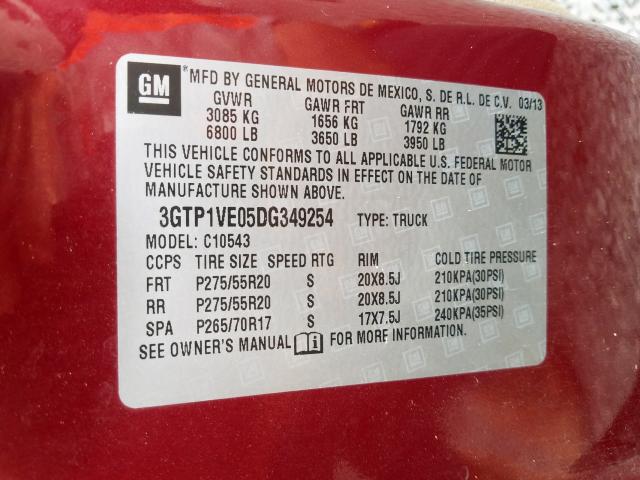 GM
®MFD BY GENERAL MOTORS DE MEXICO, S. DE R.L. DE C.V. 03/13
GVWR GAWR FRT GAWR RR
3085 KG 1656 KG 1792 KG
6800 LB 3650 LB 3950 LB
THIS VEHICLE CONFORMS TO ALL APPLICABLE U.S. FEDERAL MOTOR
VEHICLE SAFETY STANDARDS IN EFFECT ON THE DATE OF
MANUFACTURE SHOWN ABOVE.
3GTP1VE05DG349254 TYPE: TRUCK
MODEL: C10543
CCPS TIRE SIZE SPEED RTG RIM COLD TIRE PRESSURE
FRT P275/55R20 S 20X8.5J 210KPA(30PSI)
RR P275/55R20 S 20X8.5J 210KPA(30PSI)
SPA P265/70R17 S 17X7.5J 240KPA(35PSI)
SEE OWNER'S MANUAL FOR MORE INFORMATION.